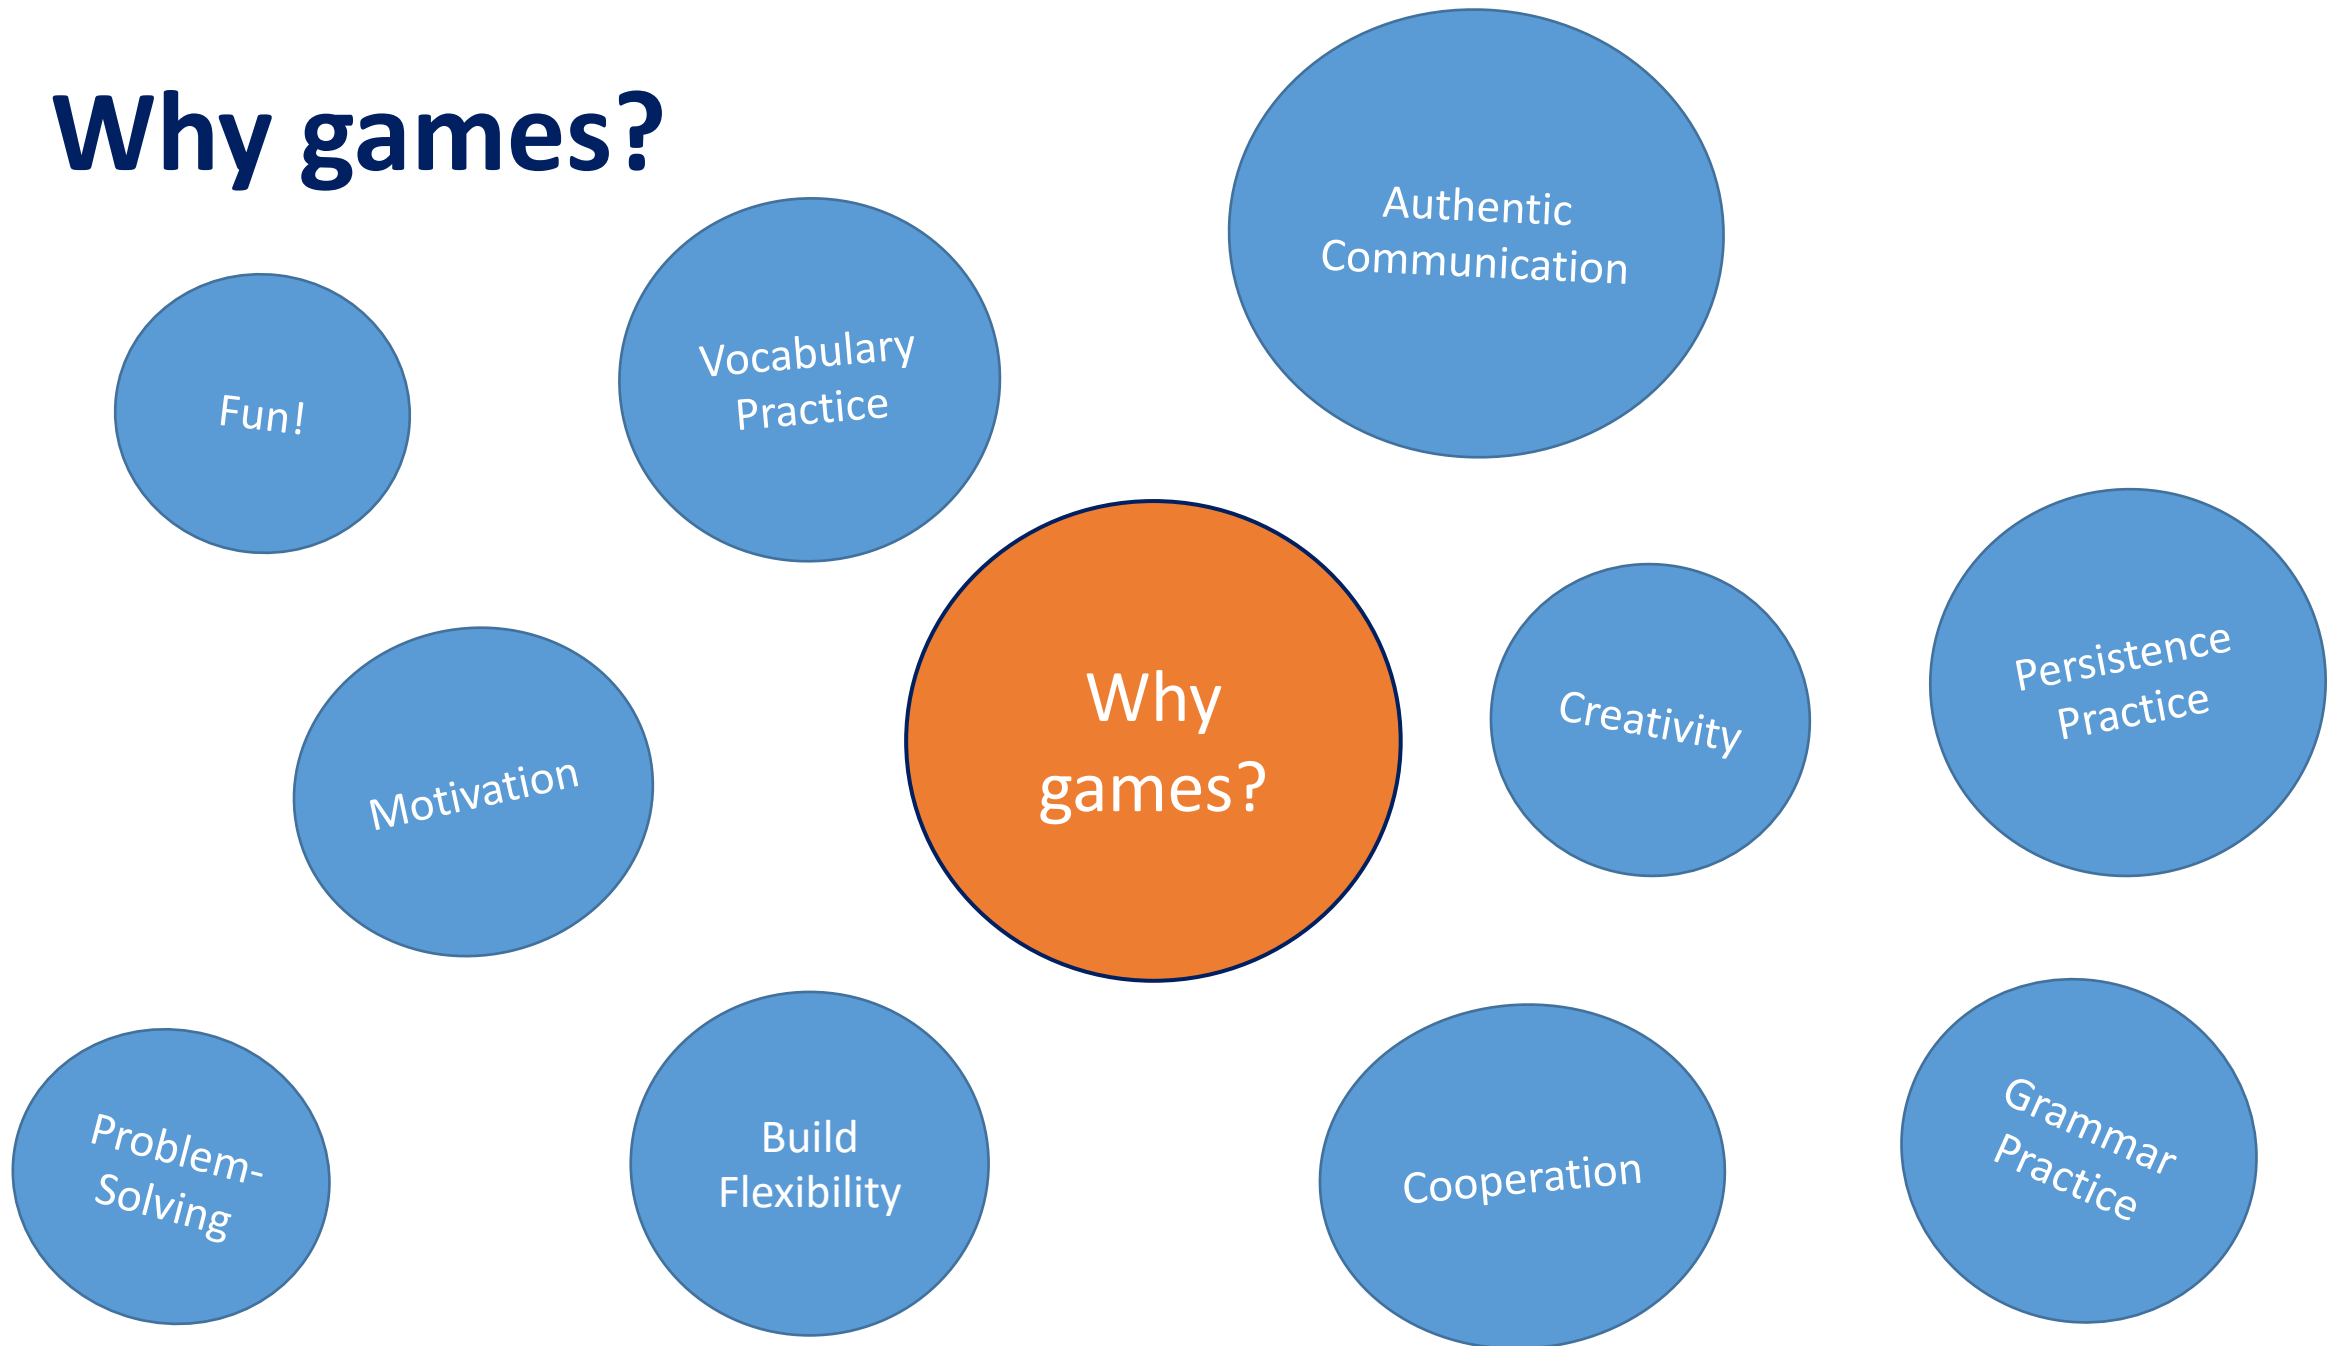 Why games?
Authentic
Communication
Vocabulary
Practice
Fun!
Why
games?
Persistence
Practice
Creativity
Motivation
Problem-
Solving
Build
Flexibility
Cooperation
Grammar
Practice